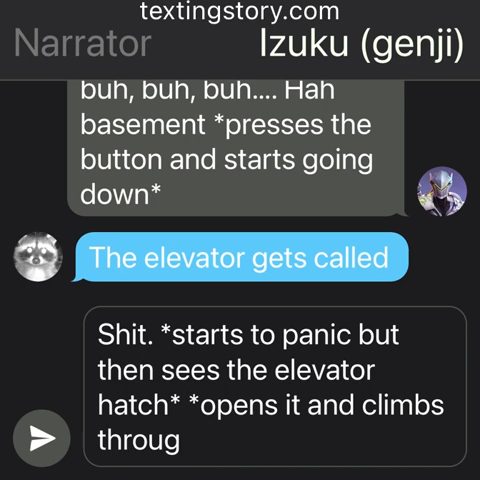 textingstory.com
Narrator
Izuku (genji)
buh, buh, buh.... Hah
basement *presses the
button and starts going
down*
The elevator gets called
Shit. *starts to panic but
then sees the elevator
hatch* *opens it and climbs
throug